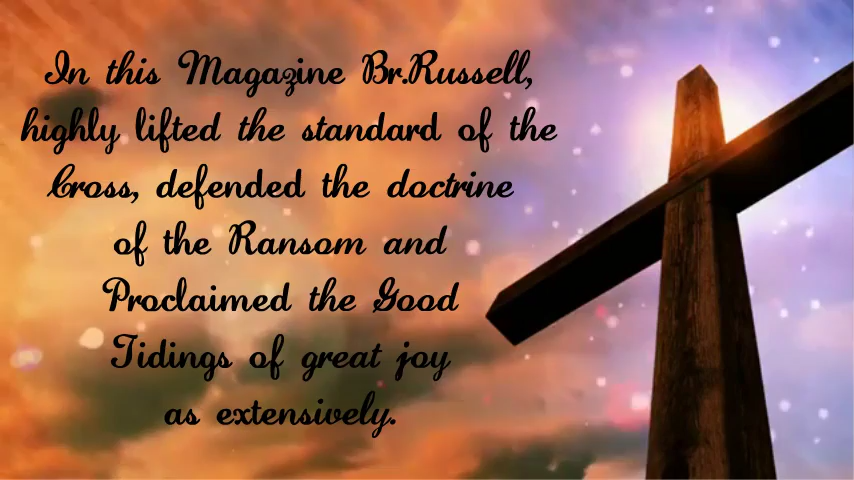 In this Magazine Br.Russell,
highly lifted the standard of the
Cross, defended the doctrine
of the Ransom and
Proclaimed the Good
Tidings of great joy
as extensively.